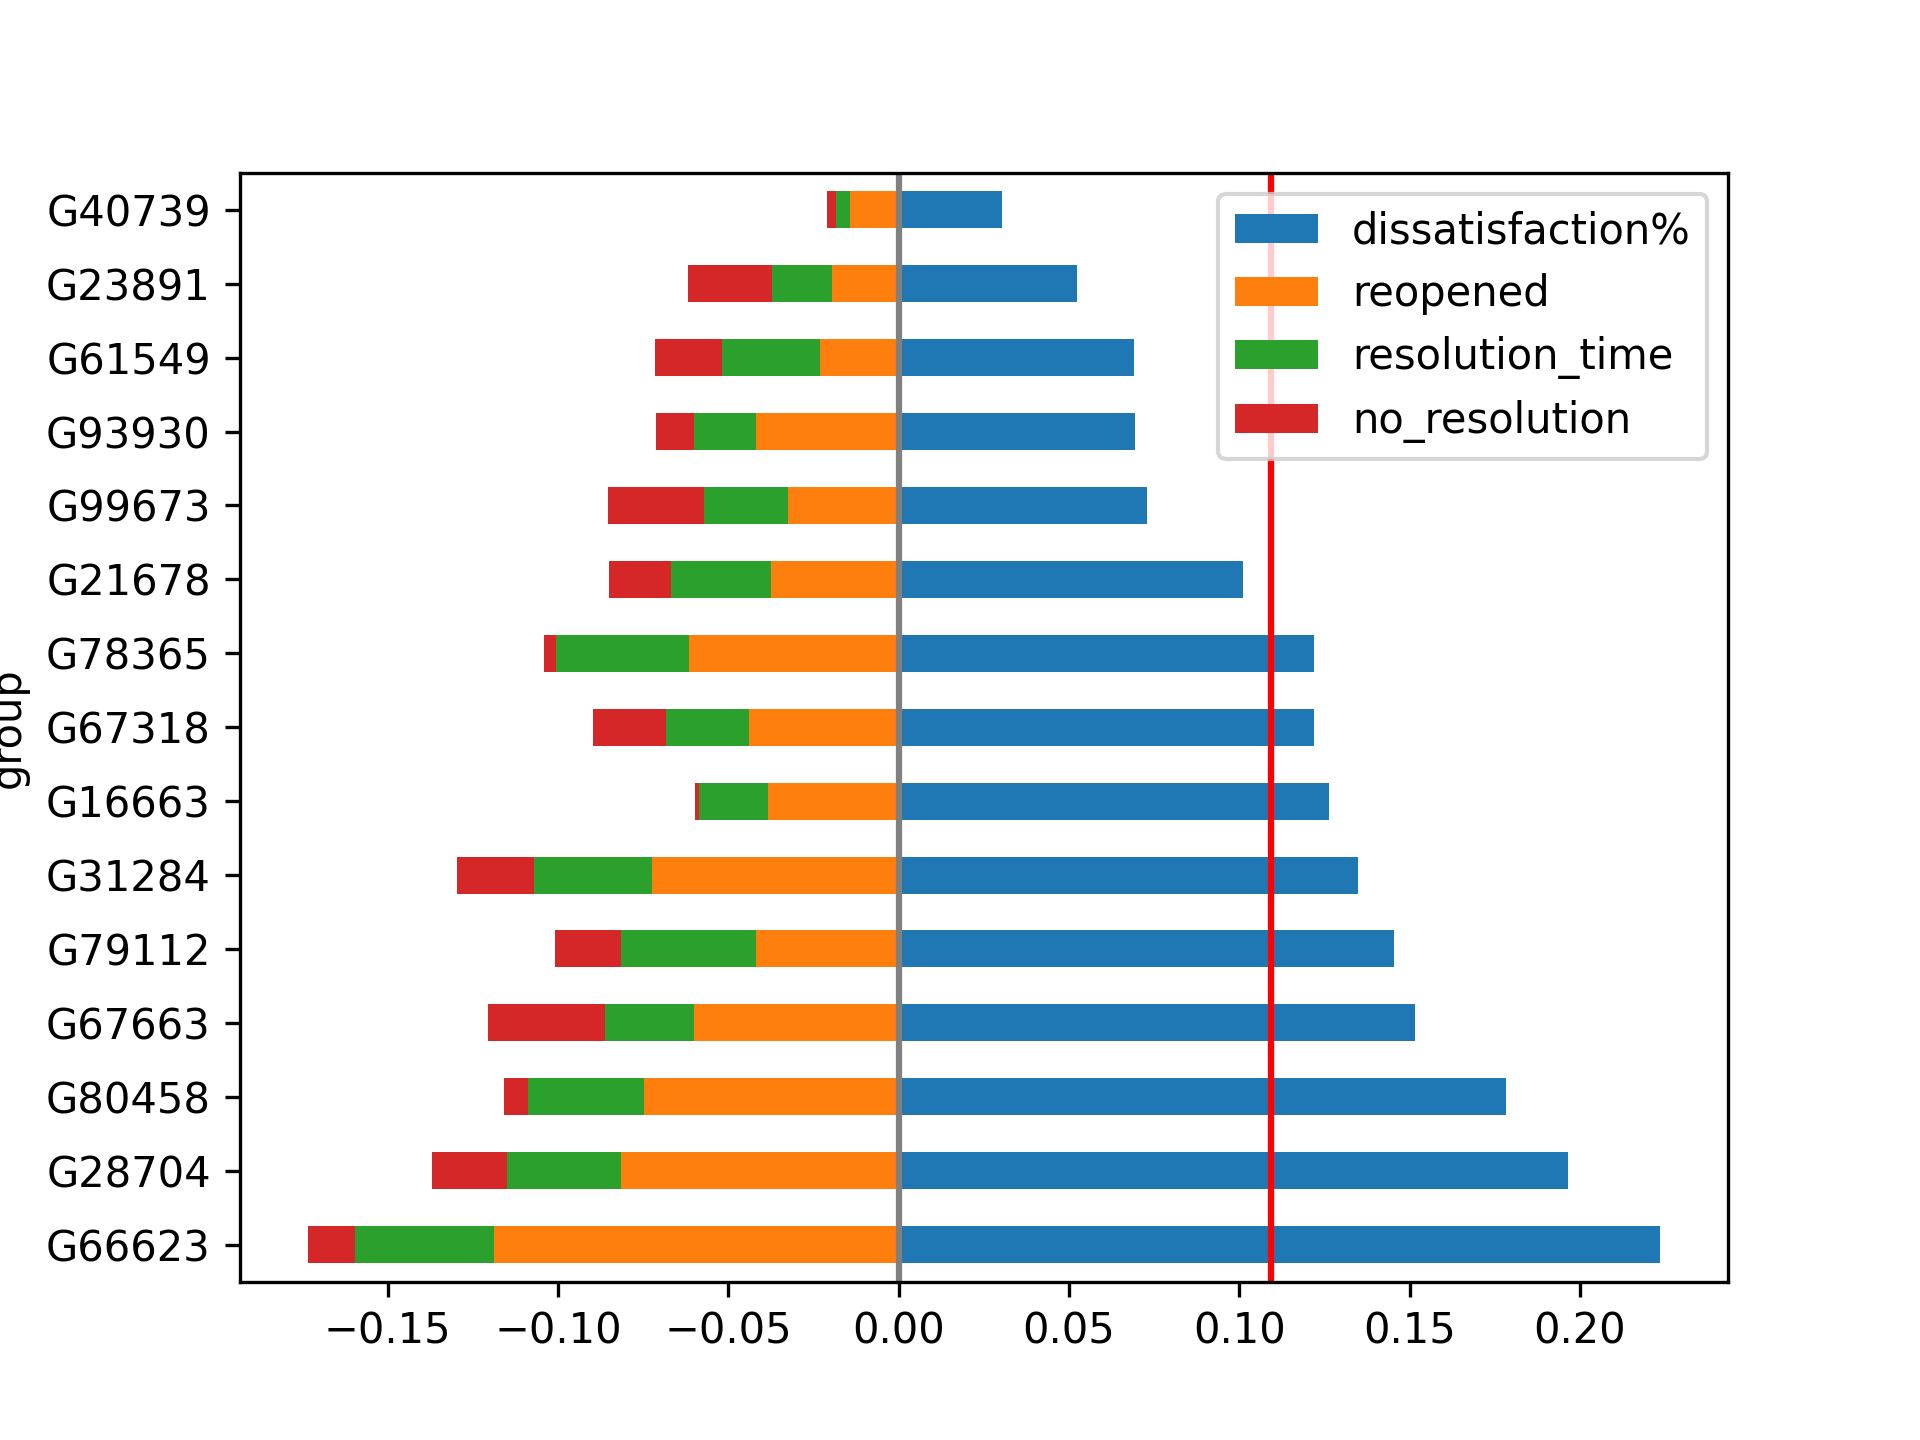 G40739
G23891
G61549
G93930
G99673
G21678
G78365
G67318
G16663
G31284
G79112
G67663
G80458
G28704
G66623
group
dissatisfaction%
reopened
resolution_time
no_resolution
−0.15 −0.10 −0.05 0.00 0.05 0.10 0.15 0.20